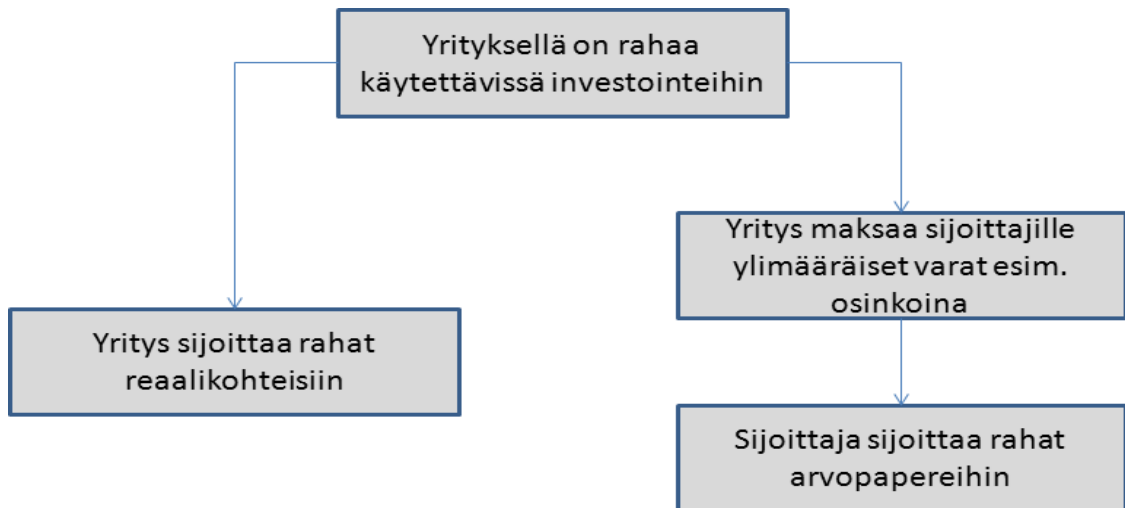 Yrityksellä on rahaa
käytettävissä investointeihin
Yritys maksaa sijoittajille
ylimääräiset varat esim.
osinkoina
Yritys sijoittaa rahat
reaalikohteisiin
Sijoittaja sijoittaa rahat
arvopapereihin